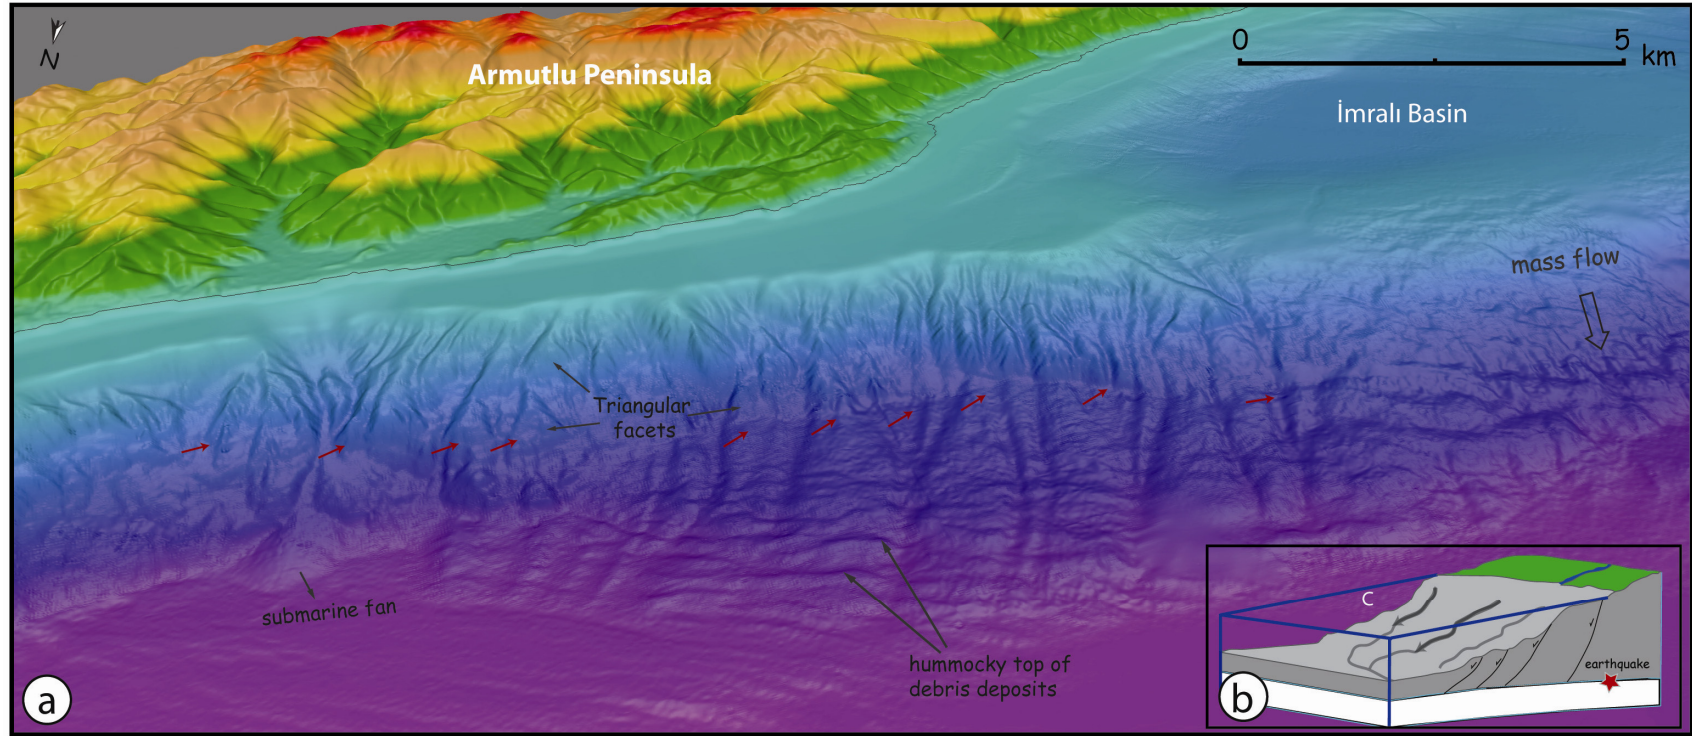 N
Armutlu Peninsula
0 5
km
İmralı Basin
mass flow
Triangular
facets
submarine fan
hummocky top of
debris deposits
a
C
earthquake
b